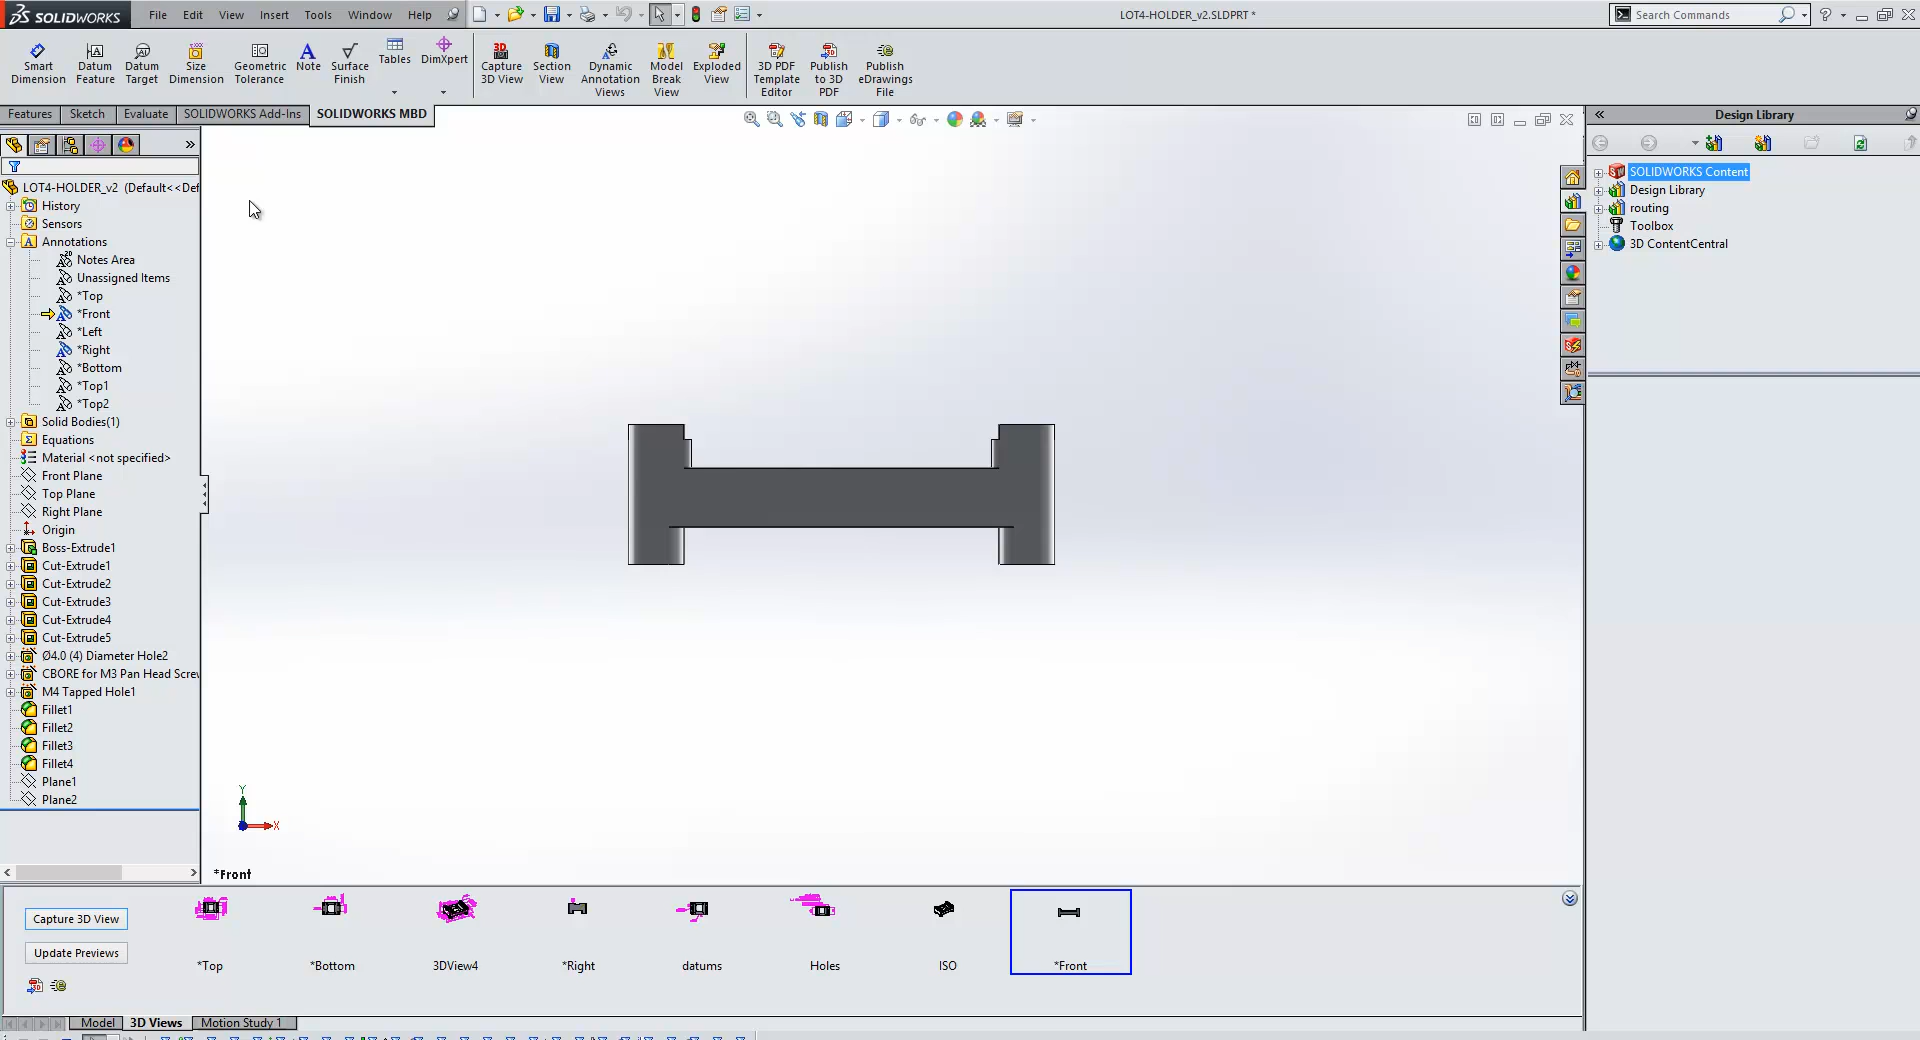 SOLIDWORKS File Edit View Insert Tools Window Help LOT4-HOLDER_v2.SLDPRT * Search Commands
Smart Dimension
Datum Feature
Datum Target
Size Dimension
Geometric Tolerance
Note
Surface Finish
Tables
DimXpert
Capture 3D View
Section View
Dynamic Annotation Views
Model Break View
Exploded View
3D PDF Template Editor
Publish to 3D PDF
Publish eDrawings File
Features Sketch Evaluate SOLIDWORKS Add-Ins SOLIDWORKS MBD
LOT4-HOLDER_v2 (Default<<Def
History
Sensors
Annotations
Notes Area
Unassigned Items
*Top
*Front
*Left
*Right
*Bottom
*Top1
*Top2
Solid Bodies(1)
Equations
Material <not specified>
Front Plane
Top Plane
Right Plane
Origin
Boss-Extrude1
Cut-Extrude1
Cut-Extrude2
Cut-Extrude3
Cut-Extrude4
Cut-Extrude5
Ø4.0 (4) Diameter Hole2
CBORE for M3 Pan Head Screw
M4 Tapped Hole1
Fillet1
Fillet2
Fillet3
Fillet4
Plane1
Plane2
Y
X
*Front
Design Library
SOLIDWORKS Content
Design Library
routing
Toolbox
3D ContentCentral
Capture 3D View
Update Previews
*Top *Bottom 3DView4 *Right datums Holes ISO *Front
Model 3D Views Motion Study 1